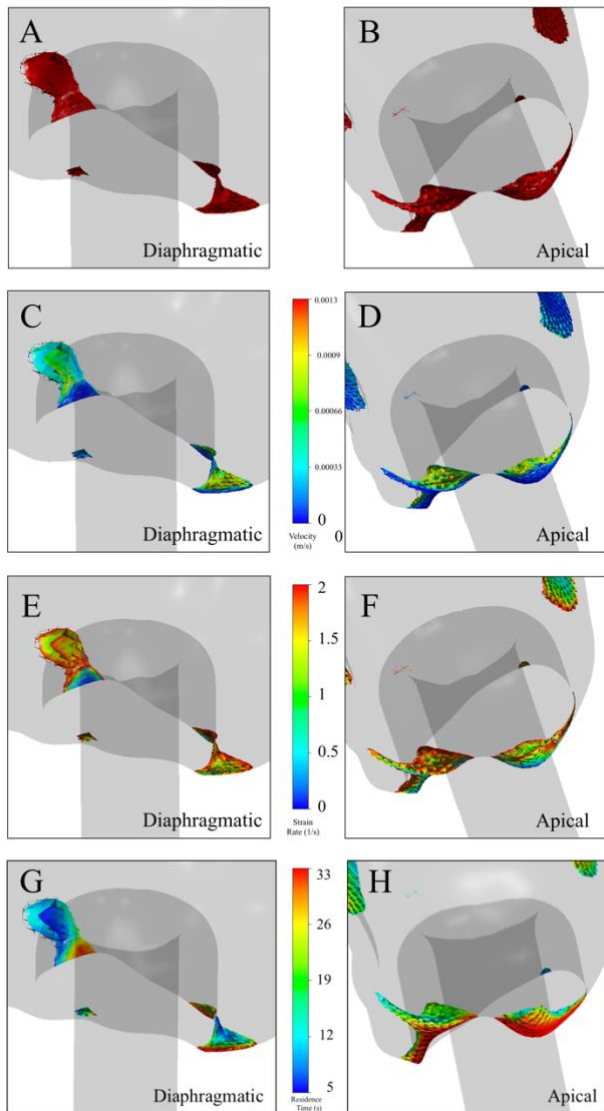 A
Diaphragmatic
B
Apical
C
Diaphragmatic
0.0013
0.0009
0.00066
0.00033
0
Velocity
(m/s)
0
D
Apical
E
Diaphragmatic
2
1.5
1
0.5
0
Strain
Rate (1/s)
F
Apical
G
Diaphragmatic
33
26
19
12
5
Residence
Time (s)
H
Apical